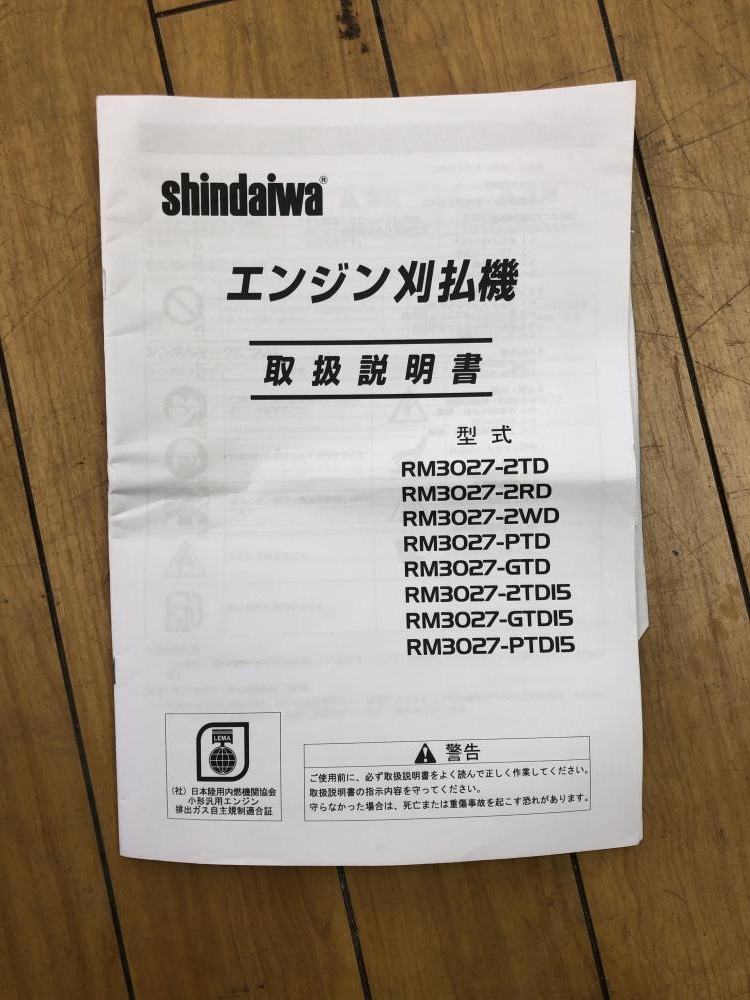 shindaiwa®
エンジン刈払機
取扱説明書
型式
RM3027-2TD
RM3027-2RD
RM3027-2WD
RM3027-PTD
RM3027-GTD
RM3027-2TD15
RM3027-GTD15
RM3027-PTD15
LEMA
(社)日本陸用内燃機関協会
小形汎用エンジン
排出ガス自主規制適合証
警告
ご使用前に、必ず取扱説明書をよく読んで正しく作業してください。
取扱説明書の指示内容を守ってください。
守らなかった場合は、死亡または重傷事故を起こす恐れがあります。